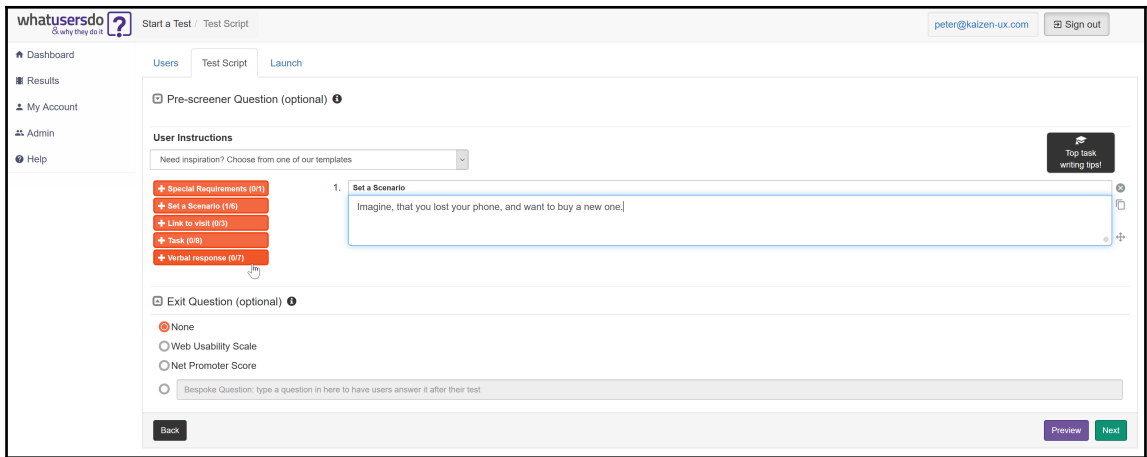 whatusersdo
& why they do it
?
Start a Test / Test Script
peter@kaizen-ux.com
Sign out
Dashboard
Results
My Account
Admin
Help
Users
Test Script
Launch
Pre-screener Question (optional)
User Instructions
Need inspiration? Choose from one of our templates
Top task
writing tips!
+ Special Requirements (0/1)
+ Set a Scenario (1/6)
+ Link to visit (0/3)
+ Task (0/8)
+ Verbal response (0/7)
1. Set a Scenario
Imagine, that you lost your phone, and want to buy a new one.
Exit Question (optional)
None
Web Usability Scale
Net Promoter Score
Bespoke Question: type a question in here to have users answer it after their test
Back
Preview
Next